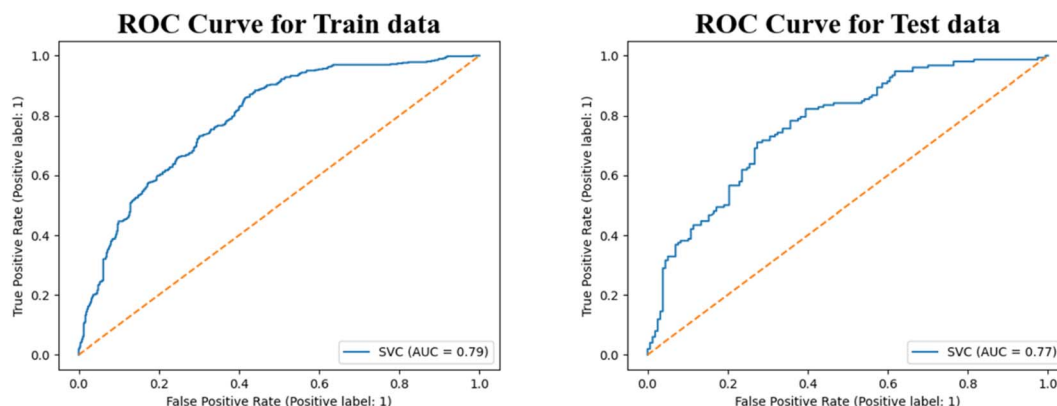 ROC Curve for Train data
1.0
0.8
0.6
0.4
0.2
0.0
True Positive Rate (Positive label: 1)
0.0 0.2 0.4 0.6 0.8 1.0
False Positive Rate (Positive label: 1)
SVC (AUC = 0.79)
ROC Curve for Test data
1.0
0.8
0.6
0.4
0.2
0.0
True Positive Rate (Positive label: 1)
0.0 0.2 0.4 0.6 0.8 1.0
False Positive Rate (Positive label: 1)
SVC (AUC = 0.77)